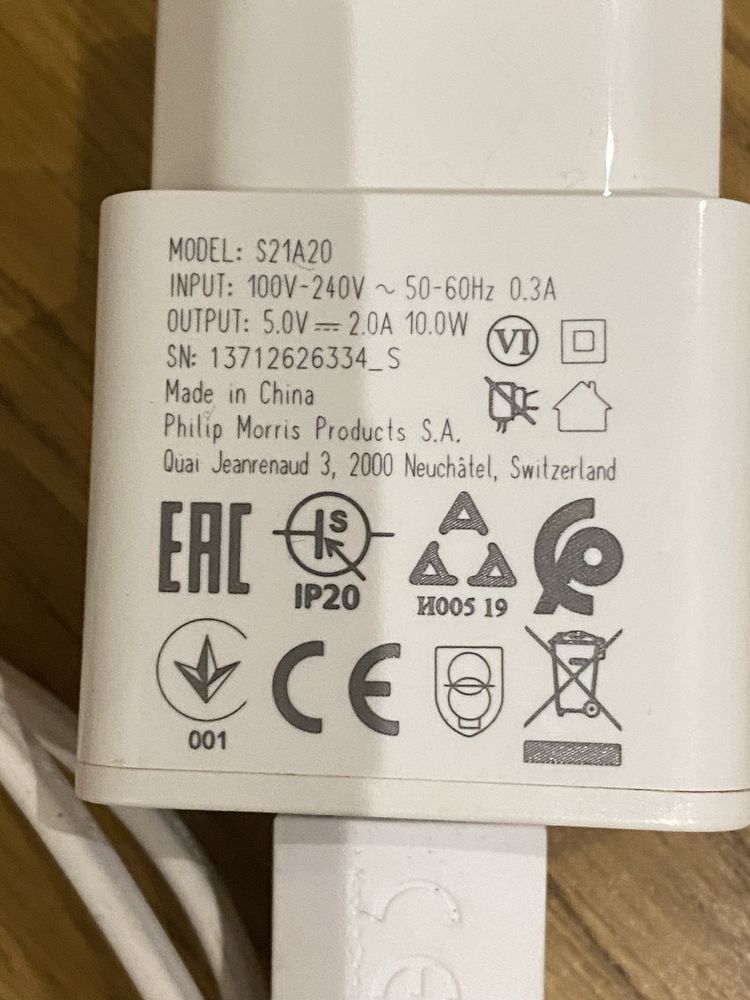 MODEL: S21A20
INPUT: 100V-240V ~ 50-60Hz 0.3A
OUTPUT: 5.0V⎓2.0A 10.0W
SN: 13712626334_S
VI
Made in China
Philip Morris Products S.A.
Quai Jeanrenaud 3, 2000 Neuchâtel, Switzerland
EAC
S
IP20
И005 19
001
CE
CE